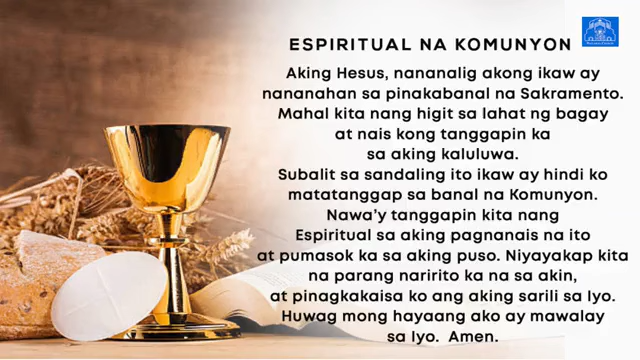 ESPIRITUAL NA KOMUNYON
Aking Hesus, nananalig akong ikaw ay
nananahan sa pinakabanal na Sakramento.
Mahal kita nang higit sa lahat ng bagay
at nais kong tanggapin ka
sa aking kaluluwa.
Subalit sa sandaling ito ikaw ay hindi ko
matatanggap sa banal na Komunyon.
Nawa'y tanggapin kita nang
Espiritual sa aking pagnanais na ito
at pumasok ka sa aking puso. Niyayakap kita
na parang naririto ka na sa akin,
at pinagkakaisa ko ang aking sarili sa Iyo.
Huwag mong hayaang ako ay mawalay
sa Iyo. Amen.